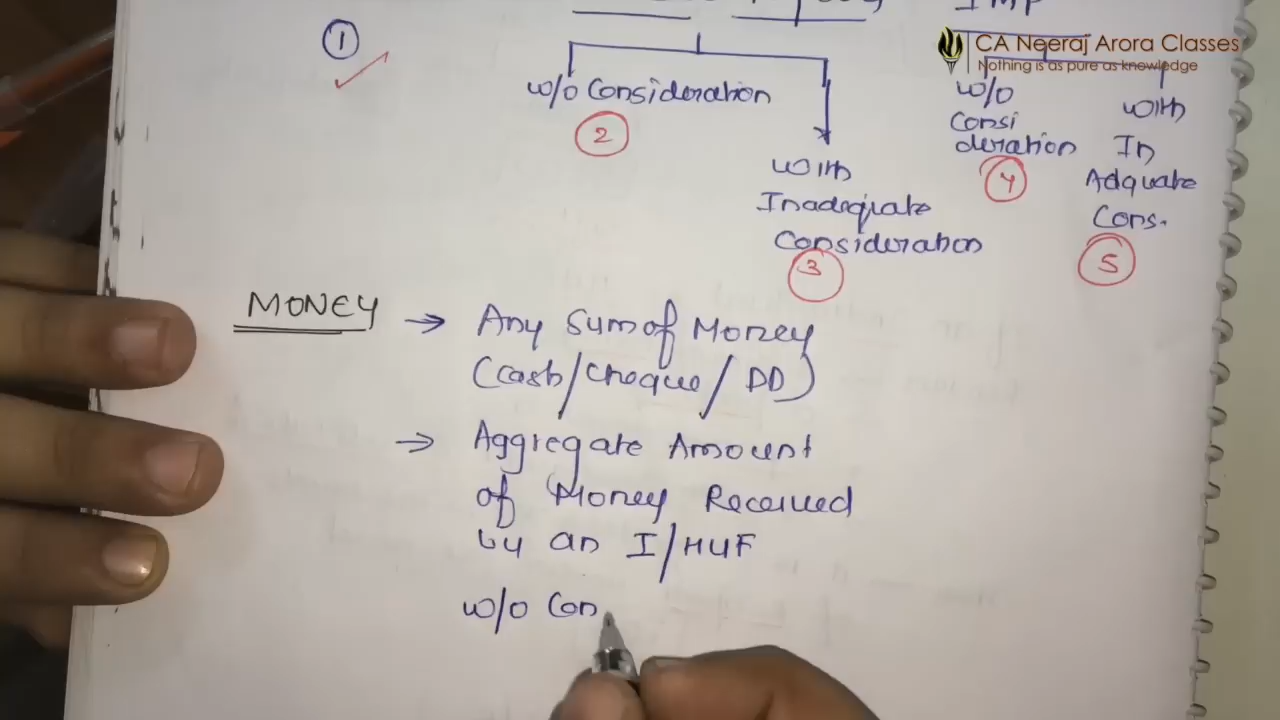 IMP
①
CA Neeraj Arora Classes
Nothing is as pure as knowledge
w/o Consideration
②
w/o
Consi
deration
④
with
In
Adquate
Cons.
⑤
with
Inadequate
Consideration
③
MONEY → Any Sum of Money
(cash/cheque/DD)
→ Aggregate Amount
of Money Received
by an I/HUF
w/o Con